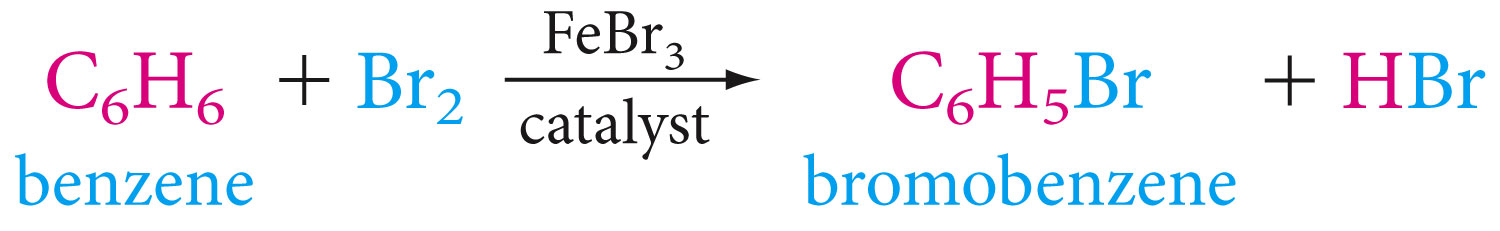 FeBr₃
C₆H₆ + Br₂ → C₆H₅Br + HBr
catalyst
benzene bromobenzene